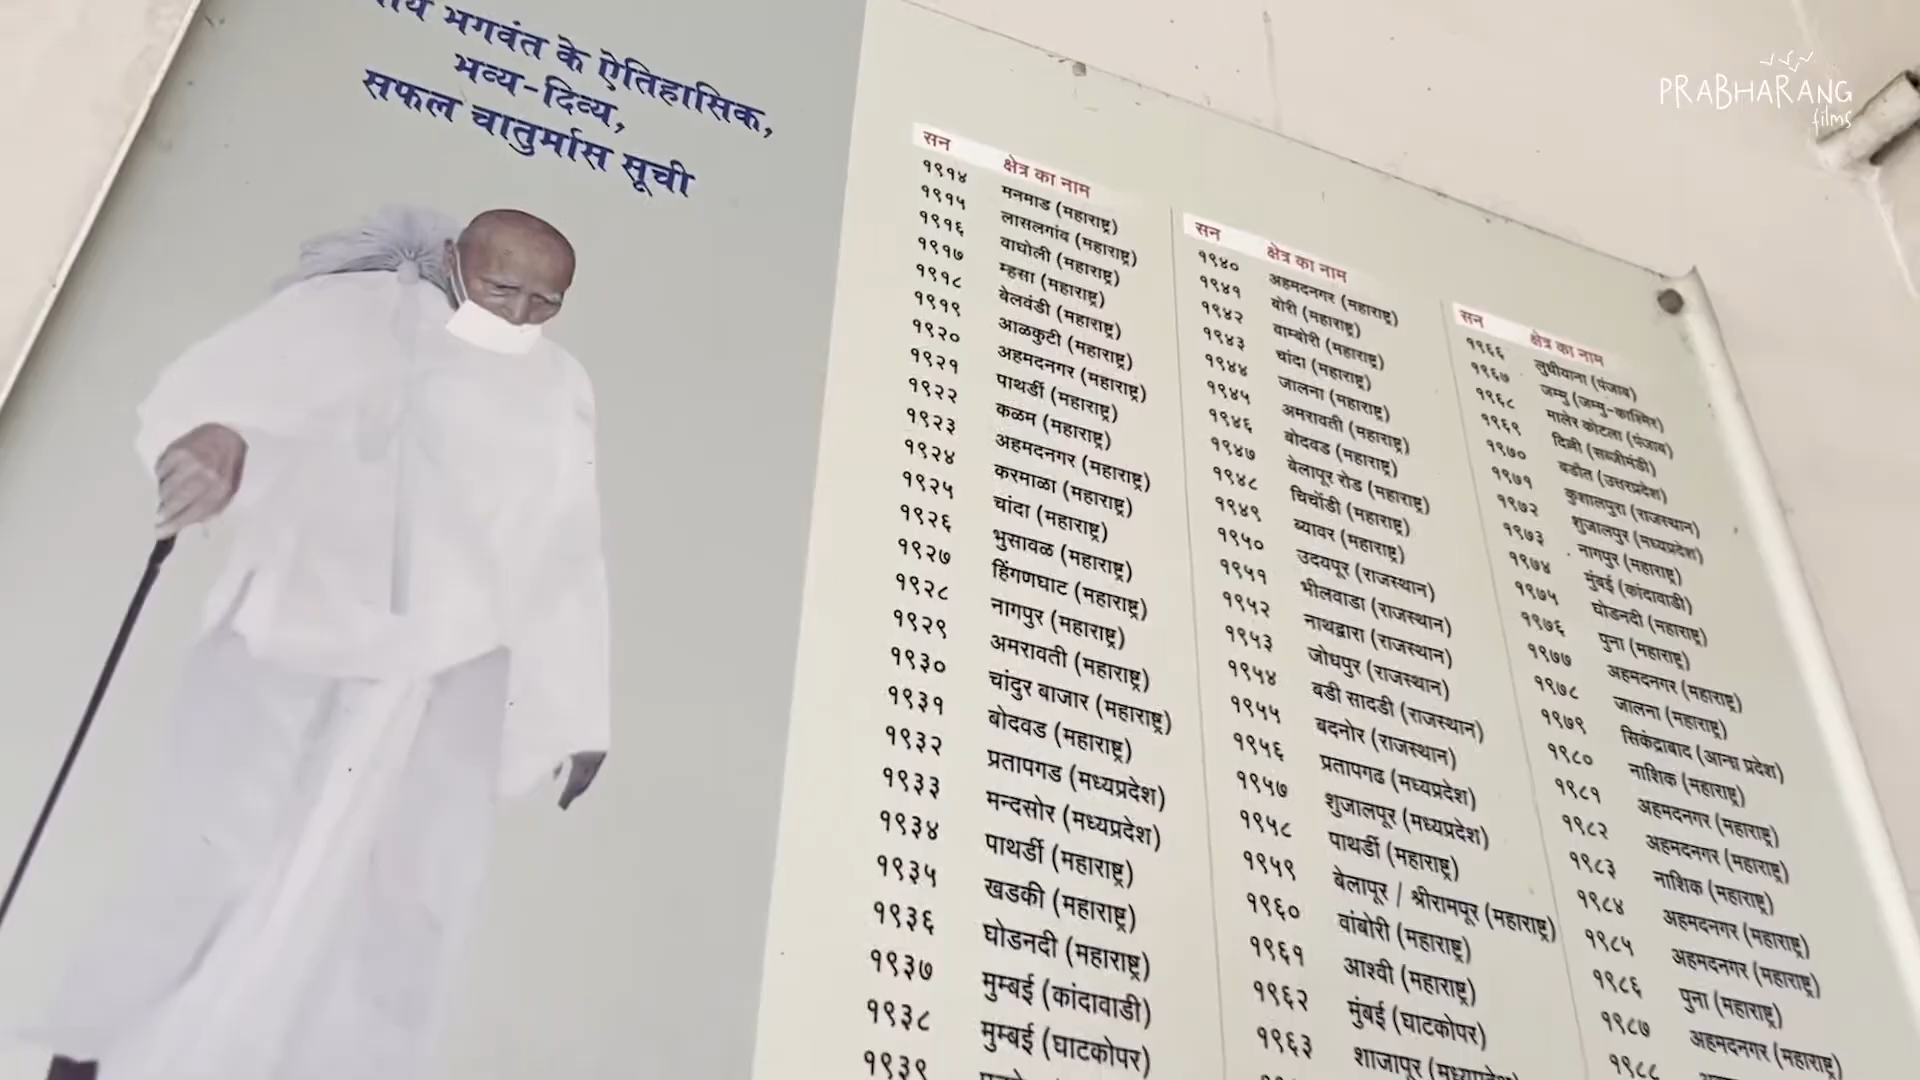 भगवंत के ऐतिहासिक,
भव्य-दिव्य,
सफल चातुर्मास सूची
PRABHARANG
films
सन क्षेत्र का नाम
१९१४ मनमाड (महाराष्ट्र)
१९१५ लासलगांव (महाराष्ट्र)
१९१६ वाघोली (महाराष्ट्र)
१९१७ म्हसा (महाराष्ट्र)
१९१८ बेलवंडी (महाराष्ट्र)
१९१९ आळकुटी (महाराष्ट्र)
१९२० अहमदनगर (महाराष्ट्र)
१९२१ पाथर्डी (महाराष्ट्र)
१९२२ कळम (महाराष्ट्र)
१९२३ अहमदनगर (महाराष्ट्र)
१९२४ करमाळा (महाराष्ट्र)
१९२५ चांदा (महाराष्ट्र)
१९२६ भुसावळ (महाराष्ट्र)
१९२७ हिंगणघाट (महाराष्ट्र)
१९२८ नागपुर (महाराष्ट्र)
१९२९ अमरावती (महाराष्ट्र)
१९३० चांदुर बाजार (महाराष्ट्र)
१९३१ बोदवड (महाराष्ट्र)
१९३२ प्रतापगड (मध्यप्रदेश)
१९३३ मन्दसोर (मध्यप्रदेश)
१९३४ पाथर्डी (महाराष्ट्र)
१९३५ खडकी (महाराष्ट्र)
१९३६ घोडनदी (महाराष्ट्र)
१९३७ मुम्बई (कांदावाडी)
१९३८ मुम्बई (घाटकोपर)
१९३९
सन क्षेत्र का नाम
१९४० अहमदनगर (महाराष्ट्र)
१९४१ बोरी (महाराष्ट्र)
१९४२ वाम्बोरी (महाराष्ट्र)
१९४३ चांदा (महाराष्ट्र)
१९४४ जालना (महाराष्ट्र)
१९४५ अमरावती (महाराष्ट्र)
१९४६ बोदवड (महाराष्ट्र)
१९४७ बेलापूर रोड (महाराष्ट्र)
१९४८ चिचोंडी (महाराष्ट्र)
१९४९ ब्यावर (महाराष्ट्र)
१९५० उदयपूर (राजस्थान)
१९५१ भीलवाडा (राजस्थान)
१९५२ नाथद्वारा (राजस्थान)
१९५३ जोधपुर (राजस्थान)
१९५४ बडी सादडी (राजस्थान)
१९५५ बदनोर (राजस्थान)
१९५६ प्रतापगढ (मध्यप्रदेश)
१९५७ शुजालपूर (मध्यप्रदेश)
१९५८ पाथर्डी (महाराष्ट्र)
१९५९ बेलापूर / श्रीरामपूर (महाराष्ट्र)
१९६० वांबोरी (महाराष्ट्र)
१९६१ आश्वी (महाराष्ट्र)
१९६२ मुंबई (घाटकोपर)
१९६३ शाजापूर (मध्यप्रदेश)
सन क्षेत्र का नाम
१९६६ लुधीयाना (पंजाब)
१९६७ जम्मु (जम्मु-काश्मिर)
१९६८ मालेर कोटला (पंजाब)
१९६९ दिल्ली (सब्जीमंडी)
१९७० बडौत (उत्तरप्रदेश)
१९७१ कुशालपुरा (राजस्थान)
१९७२ शुजालपुर (मध्यप्रदेश)
१९७३ नागपुर (महाराष्ट्र)
१९७४ मुंबई (कांदावाडी)
१९७५ घोडनदी (महाराष्ट्र)
१९७६ पुना (महाराष्ट्र)
१९७७ अहमदनगर (महाराष्ट्र)
१९७८ जालना (महाराष्ट्र)
१९७९ सिकंद्राबाद (आन्ध्र प्रदेश)
१९८० नाशिक (महाराष्ट्र)
१९८१ अहमदनगर (महाराष्ट्र)
१९८२ अहमदनगर (महाराष्ट्र)
१९८३ नाशिक (महाराष्ट्र)
१९८४ अहमदनगर (महाराष्ट्र)
१९८५ अहमदनगर (महाराष्ट्र)
१९८६ पुना (महाराष्ट्र)
१९८७ अहमदनगर (महाराष्ट्र)
१९८८